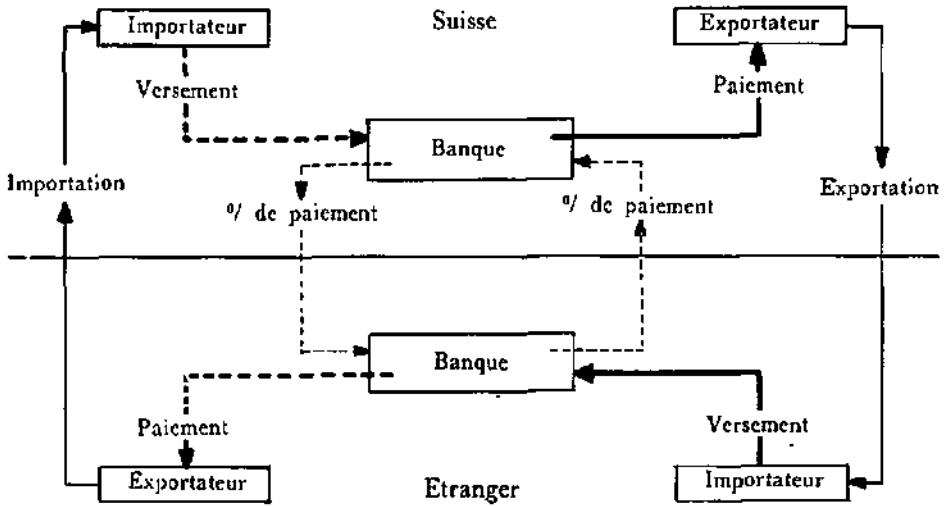 Importateur
Suisse
Exportateur
Versement
Paiement
Banque
Importation
Exportation
% de paiement
% de paiement
Banque
Paiement
Versement
Exportateur
Etranger
Importateur